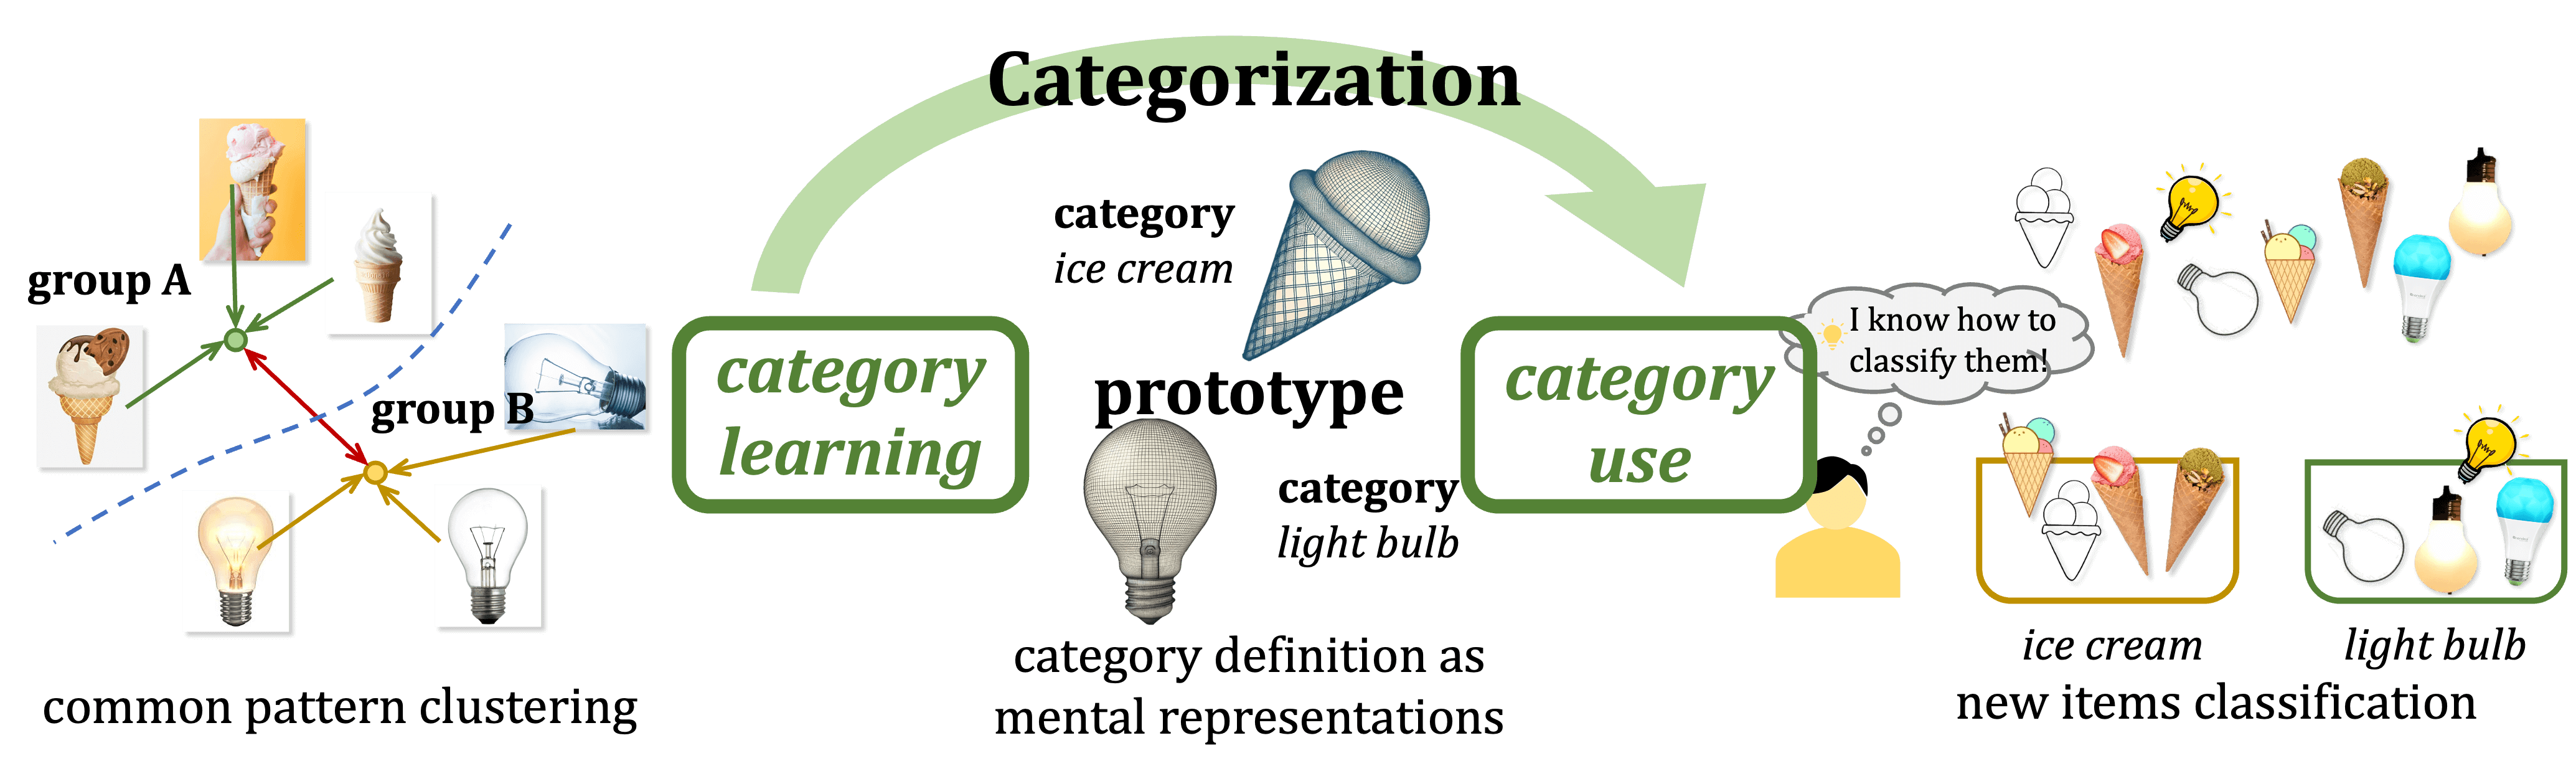 Categorization
group A
group B
common pattern clustering
category
learning
category
ice cream
prototype
category
light bulb
category definition as
mental representations
category
use
I know how to
classify them!
ice cream
light bulb
new items classification